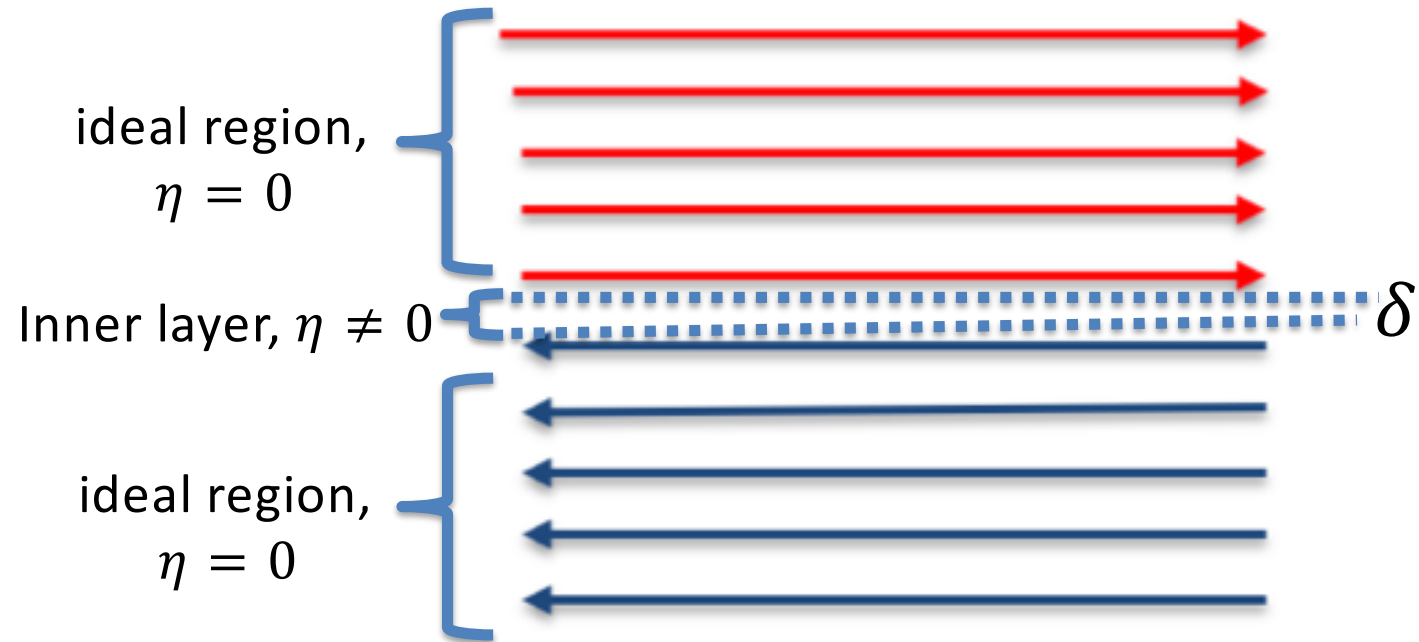 ideal region,
η = 0
Inner layer, η ≠ 0
δ
ideal region,
η = 0